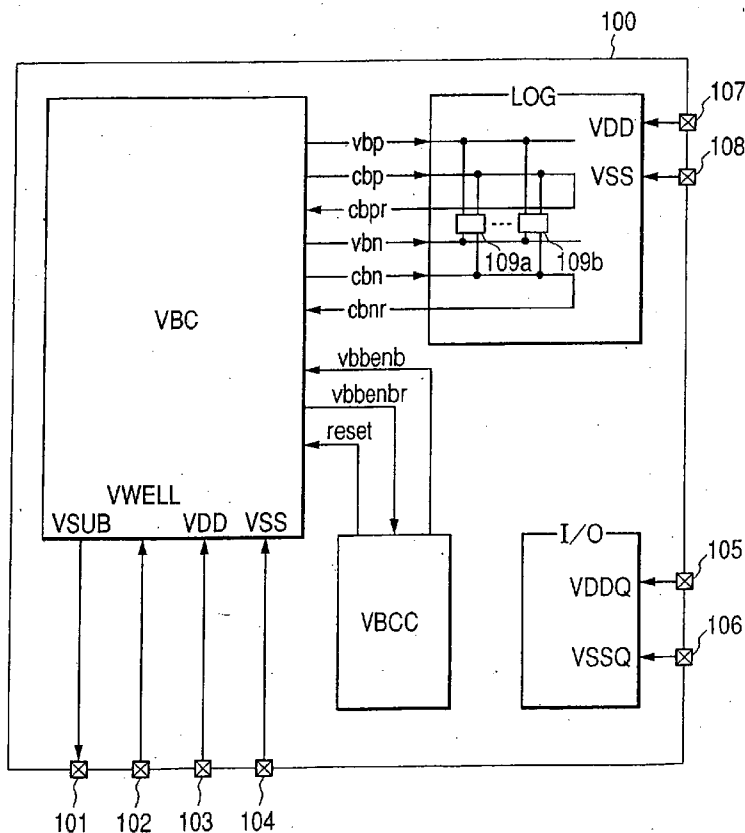 100
LOG
107
VDD
108
VSS
vbp
cbp
cbpr
vbn
cbn
cbnr
109a
109b
VBC
vbbenb
vbbenbr
reset
VWELL
VSUB
VDD
VSS
VBCC
I/O
VDDQ
105
VSSQ
106
101
102
103
104